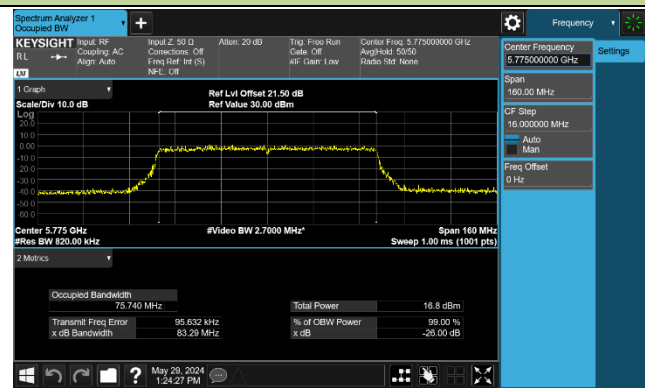 Spectrum Analyzer 1
Occupied BW
+
Frequency
KEYSIGHT
Input: RF
Coupling: AC
Align: Auto
Input Z: 50 Ω
Corrections: Off
Freq Ref: Int (S)
NFE: Off
Atten: 20 dB
Trig: Free Run
Gate: Off
#IF Gain: Low
Center Freq: 5.775000000 GHz
Avg|Hold: 50/50
Radio Std: None
RL
LXI
Center Frequency
5.775000000 GHz
Settings
Span
160.00 MHz
CF Step
16.000000 MHz
Auto
Man
Freq Offset
0 Hz
1 Graph
Scale/Div 10.0 dB
Ref Lvl Offset 21.50 dB
Ref Value 30.00 dBm
Log
20.0
10.0
0.00
-10.0
-20.0
-30.0
-40.0
-50.0
-60.0
Center 5.775 GHz
#Res BW 820.00 kHz
#Video BW 2.7000 MHz*
Span 160 MHz
Sweep 1.00 ms (1001 pts)
2 Metrics
Occupied Bandwidth
75.740 MHz
Total Power 16.8 dBm
Transmit Freq Error 95.632 kHz
% of OBW Power 99.00 %
x dB Bandwidth 83.29 MHz
x dB -26.00 dB
?
May 29, 2024
1:24:27 PM